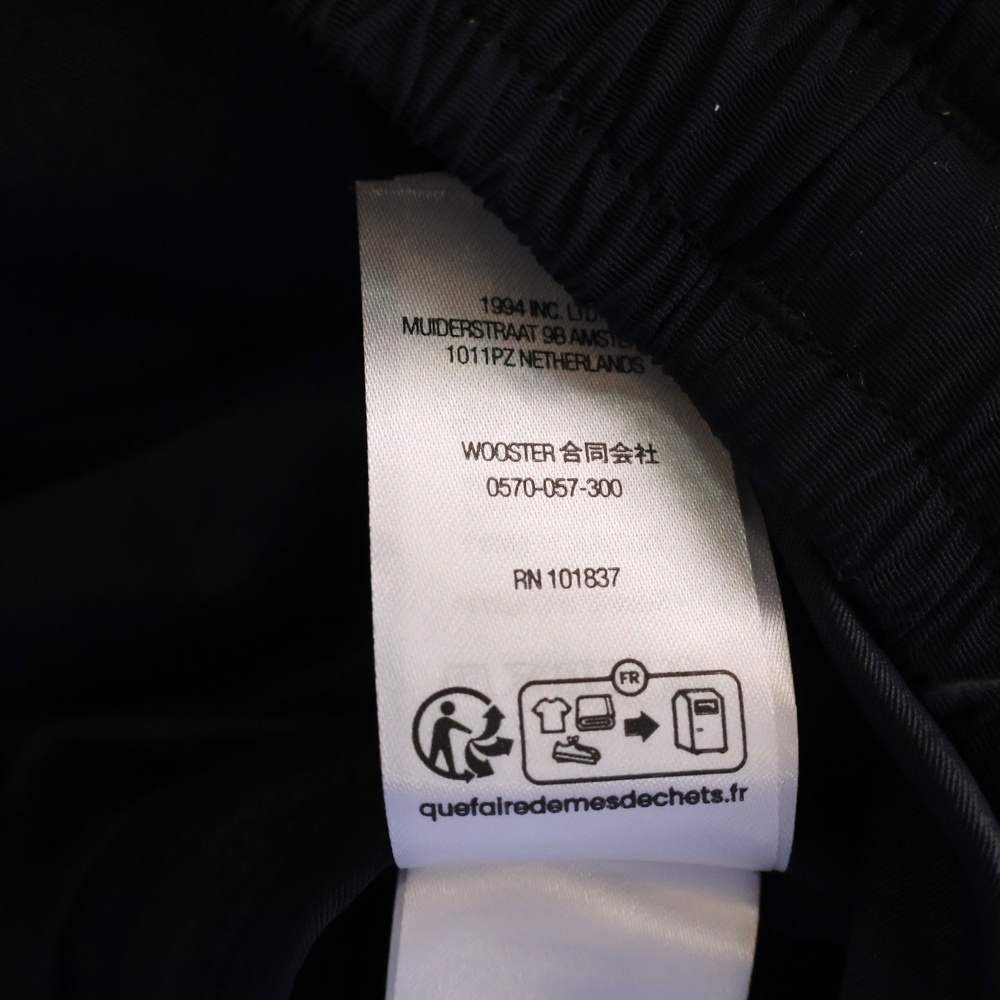 1994 INC. LTD.
MUIDERSTRAAT 9B
1011PZ NETHERLANDS
WOOSTER 合同会社
0570-057-300
RN 101837
FR
quefairedemesdechets.fr